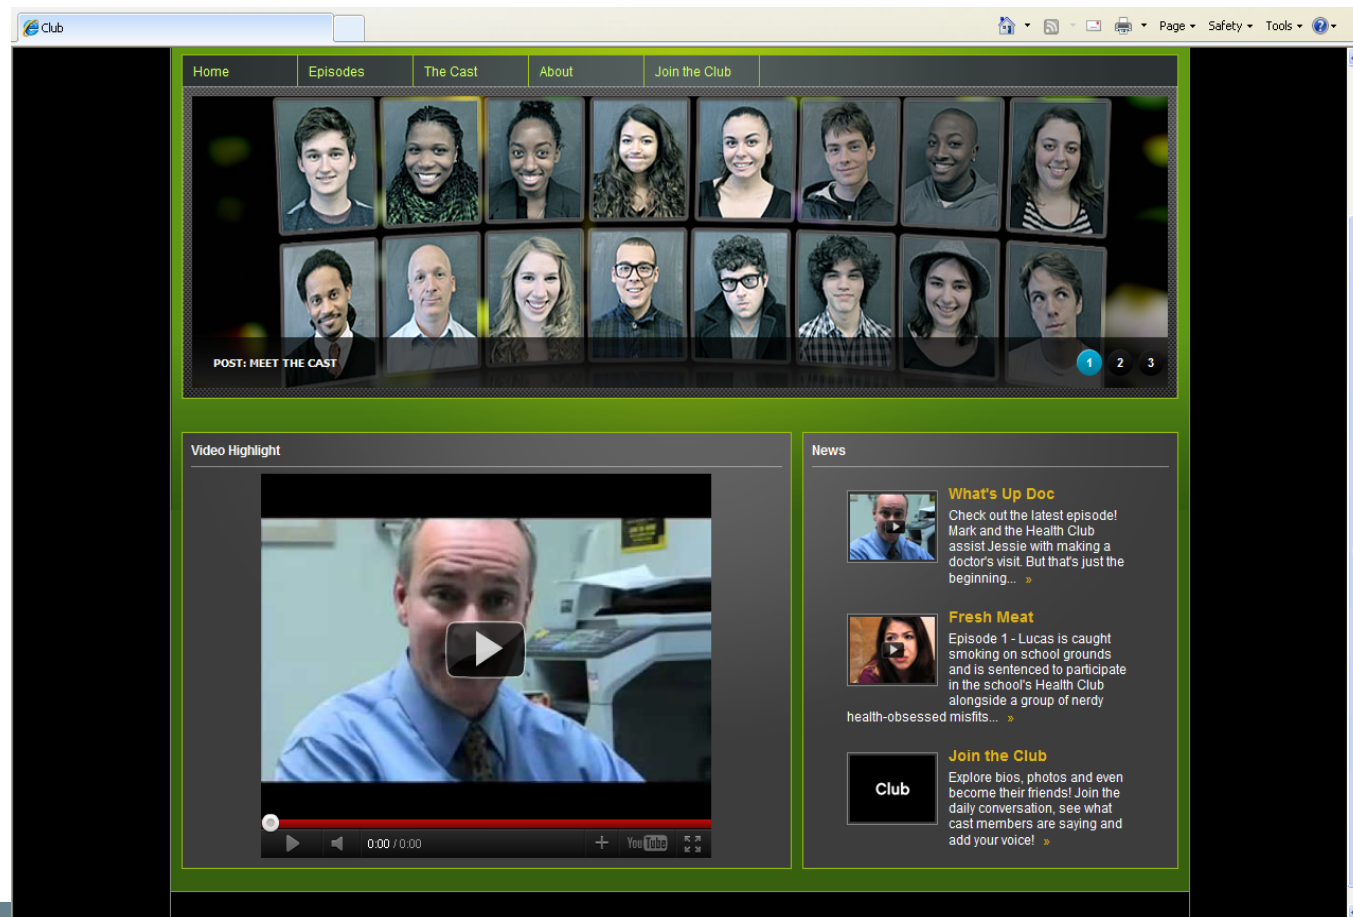 Club
Page
Safety
Tools
Home
Episodes
The Cast
About
Join the Club
POST: MEET THE CAST
1
2
3
Video Highlight
0:00 / 0:00
YouTube
News
What's Up Doc
Check out the latest episode!
Mark and the Health Club
assist Jessie with making a
doctor's visit. But that's just the
beginning... »
Fresh Meat
Episode 1 - Lucas is caught
smoking on school grounds
and is sentenced to participate
in the school's Health Club
alongside a group of nerdy
health-obsessed misfits... »
Club
Join the Club
Explore bios, photos and even
become their friends! Join the
daily conversation, see what
cast members are saying and
add your voice! »